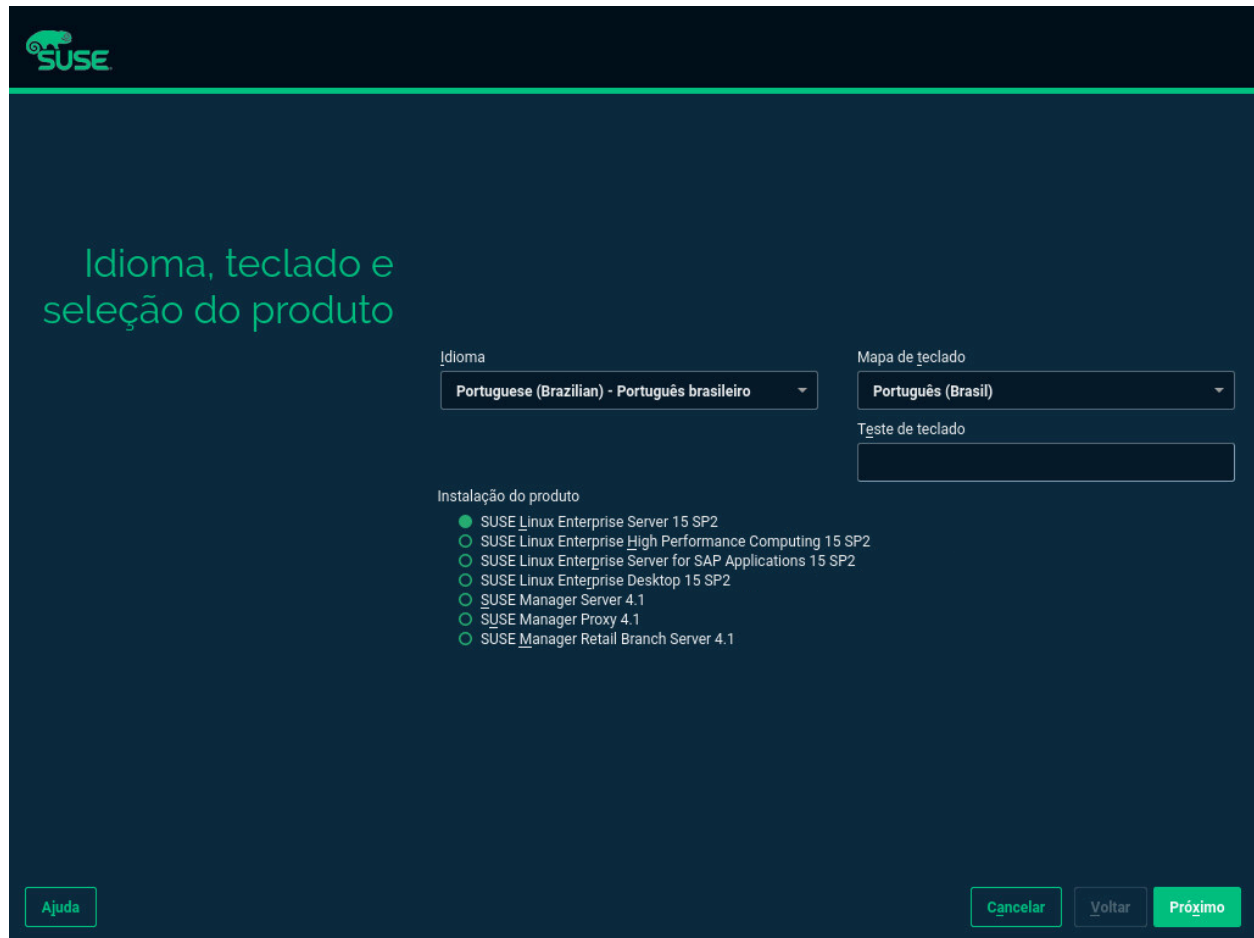 SUSE
Idioma, teclado e
seleção do produto
Idioma
Mapa de teclado
Portuguese (Brazilian) - Português brasileiro
Português (Brasil)
Teste de teclado
Instalação do produto
SUSE Linux Enterprise Server 15 SP2
SUSE Linux Enterprise High Performance Computing 15 SP2
SUSE Linux Enterprise Server for SAP Applications 15 SP2
SUSE Linux Enterprise Desktop 15 SP2
SUSE Manager Server 4.1
SUSE Manager Proxy 4.1
SUSE Manager Retail Branch Server 4.1
Ajuda
Cancelar
Voltar
Próximo